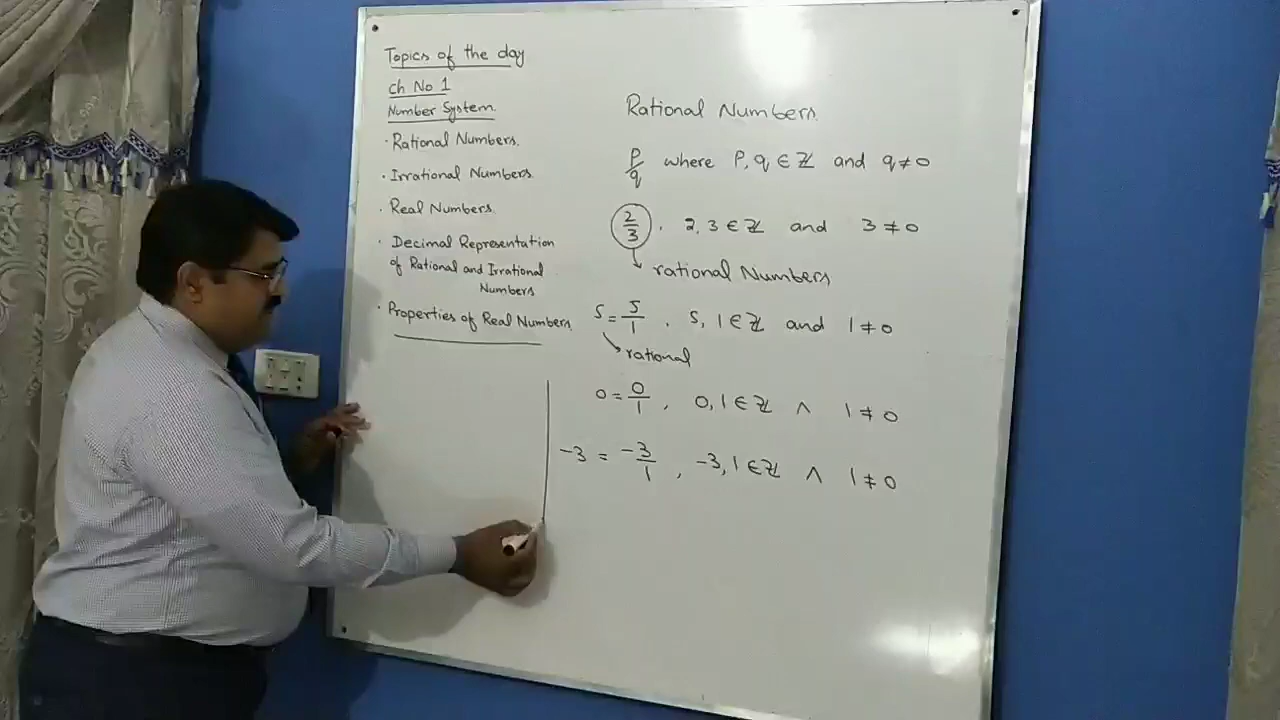 Topics of the day
ch No 1
Number System.
· Rational Numbers.
· Irrational Numbers.
· Real Numbers.
· Decimal Representation
of Rational and Irrational
Numbers
· Properties of Real Numbers
Rational Numbers.
P/q where P, q ∈ ℤ and q ≠ 0
2/3 . 2, 3 ∈ ℤ and 3 ≠ 0
rational Numbers
5 = 5/1 . 5, 1 ∈ ℤ and 1 ≠ 0
rational
0 = 0/1 , 0, 1 ∈ ℤ ∧ 1 ≠ 0
-3 = -3/1 , -3, 1 ∈ ℤ ∧ 1 ≠ 0